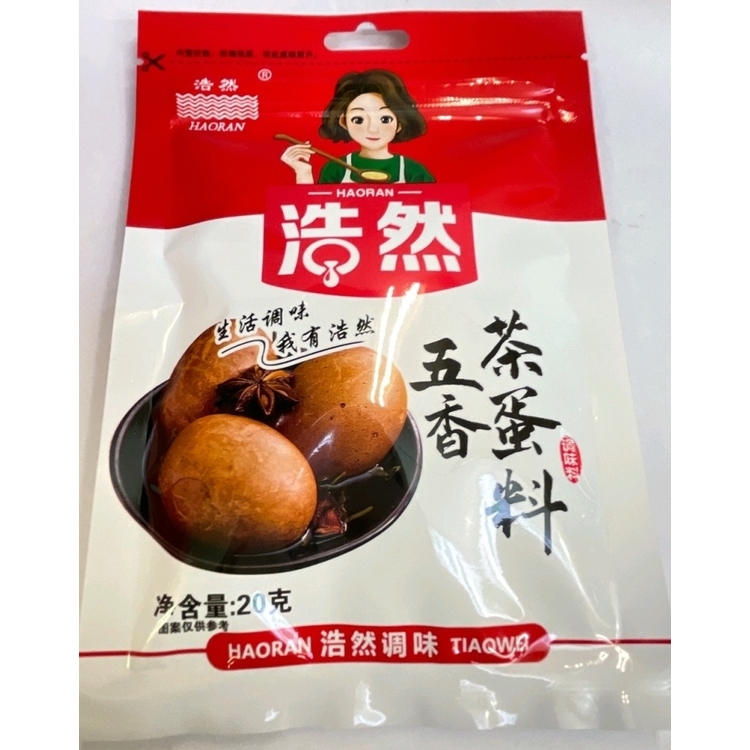 浩然
®
HAORAN
HAORAN
浩然
生活调味
我有浩然
五香
茶蛋料
调味料
净含量:20克
图案仅供参考
HAORAN 浩然调味 TIAOWEI